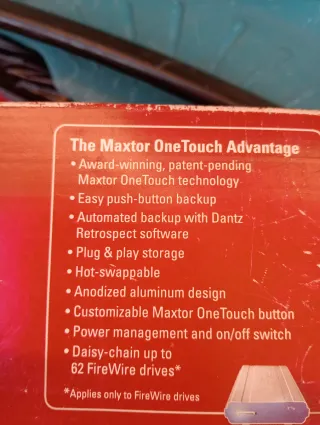 The Maxtor OneTouch Advantage
• Award-winning, patent-pending
Maxtor OneTouch technology
• Easy push-button backup
• Automated backup with Dantz
Retrospect software
• Plug & play storage
• Hot-swappable
• Anodized aluminum design
• Customizable Maxtor OneTouch button
• Power management and on/off switch
• Daisy-chain up to
62 FireWire drives*
*Applies only to FireWire drives